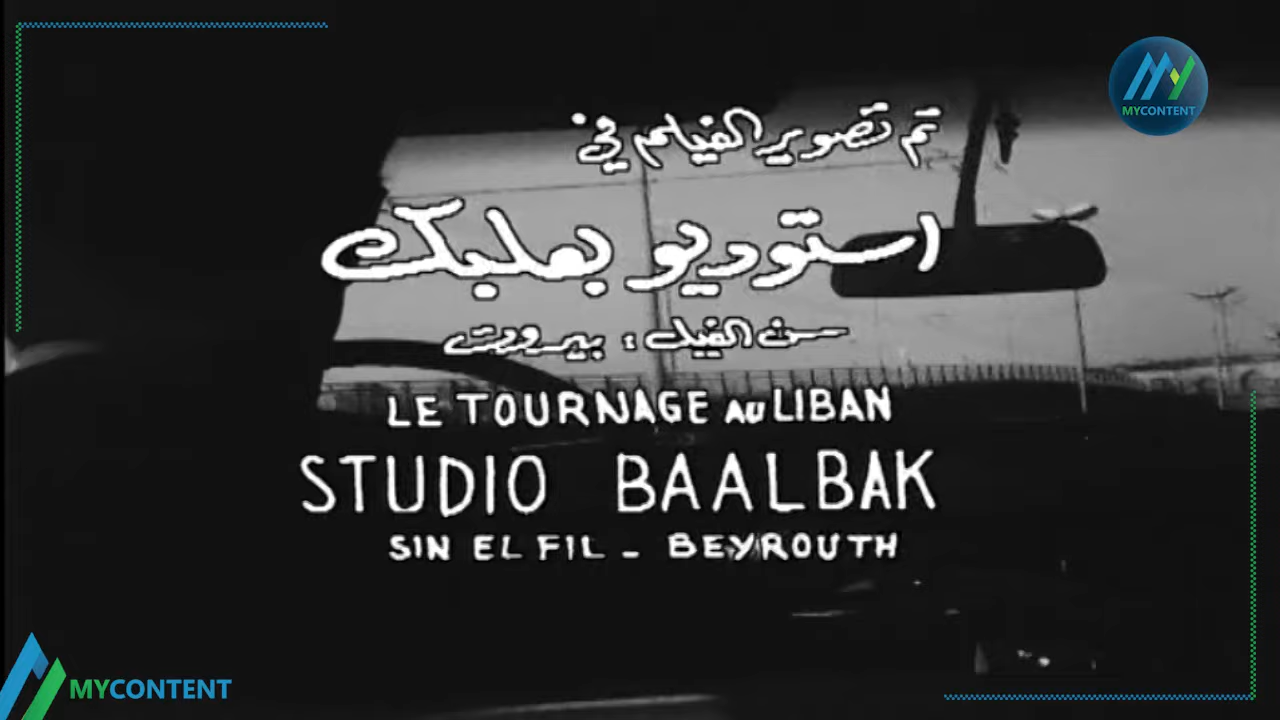 MYCONTENT
تم تصوير الفيلم في
استوديو بعلبك
سن الفيل : بيروت
LE TOURNAGE AU LIBAN
STUDIO BAALBAK
SIN EL FIL - BEYROUTH
MYCONTENT